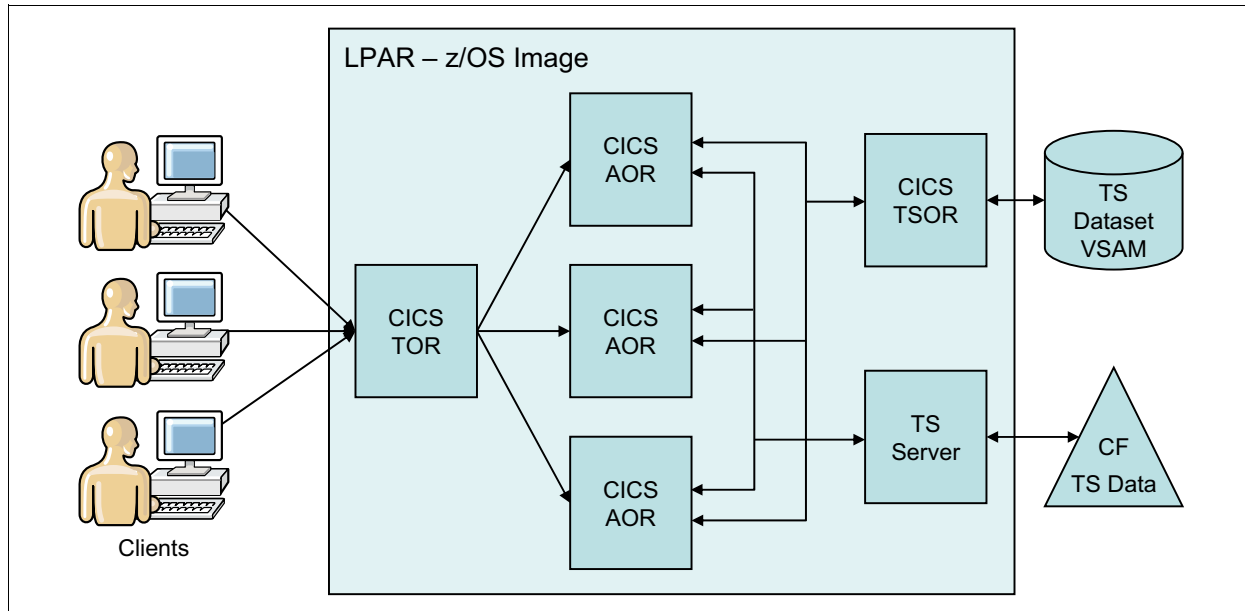 LPAR – z/OS Image
Clients
CICS
TOR
CICS
AOR
CICS
AOR
CICS
AOR
CICS
TSOR
TS
Server
TS
Dataset
VSAM
CF
TS Data